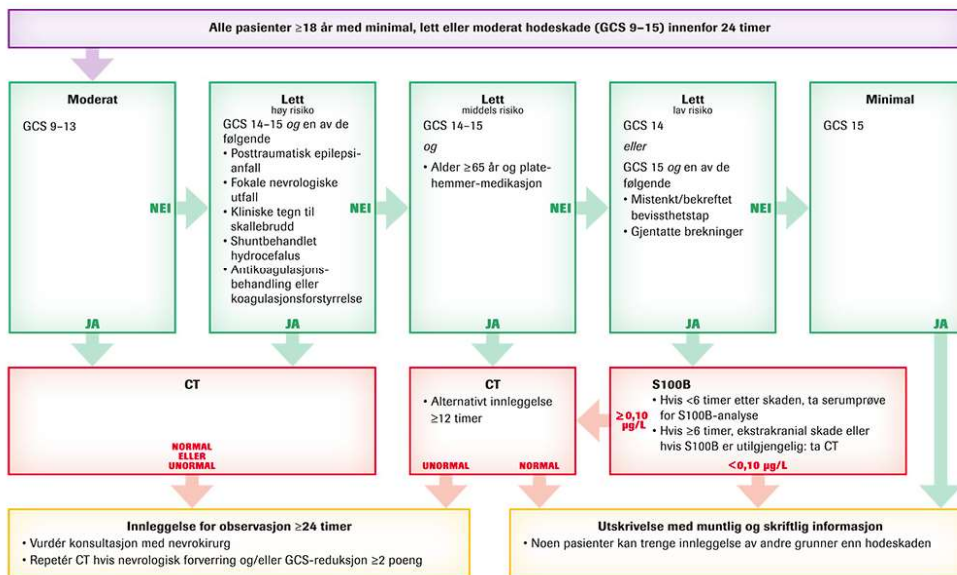 Alle pasienter ≥18 år med minimal, lett eller moderat hodeskade (GCS 9–15) innenfor 24 timer
Moderat
GCS 9–13
NEI
JA
Lett
høy risiko
GCS 14–15 og en av de
følgende
• Posttraumatisk epilepsi-
anfall
• Fokale nevrologiske
utfall
• Kliniske tegn til
skallebrudd
• Shuntbehandlet
hydrocefalus
• Antikoagulasjons-
behandling eller
koagulasjonsforstyrrelse
NEI
JA
Lett
middels risiko
GCS 14–15
og
• Alder ≥65 år og plate-
hemmer-medikasjon
NEI
JA
Lett
lav risiko
GCS 14
eller
GCS 15 og en av de
følgende
• Mistenkt/bekreftet
bevissthetstap
• Gjentatte brekninger
NEI
JA
Minimal
GCS 15
JA
CT
NORMAL
ELLER
UNORMAL
CT
• Alternativt innleggelse
≥12 timer
UNORMAL
NORMAL
S100B
• Hvis <6 timer etter skaden, ta serumprøve
for S100B-analyse
• Hvis ≥6 timer, ekstrakranial skade eller
hvis S100B er utilgjengelig: ta CT
≥0,10
µg/L
<0,10 µg/L
Innleggelse for observasjon ≥24 timer
• Vurdér konsultasjon med nevrokirurg
• Repetér CT hvis nevrologisk forverring og/eller GCS-reduksjon ≥2 poeng
Utskrivelse med muntlig og skriftlig informasjon
• Noen pasienter kan trenge innleggelse av andre grunner enn hodeskaden